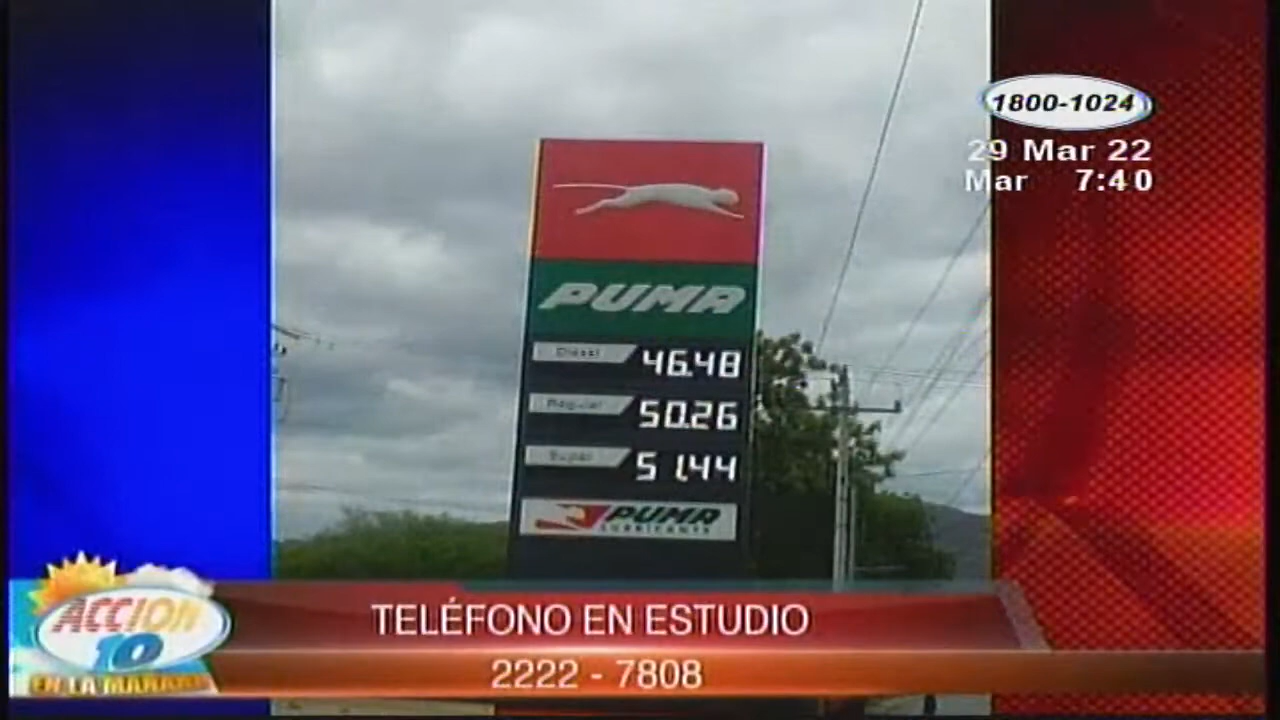 1800-1024
29 Mar 22
Mar 7:40
PUMA
Diesel 46.48
Regular 50.26
Super 51.44
PUMA
LUBRICANTS
ACCION
10
EN LA MAÑANA
TELÉFONO EN ESTUDIO
2222 - 7808